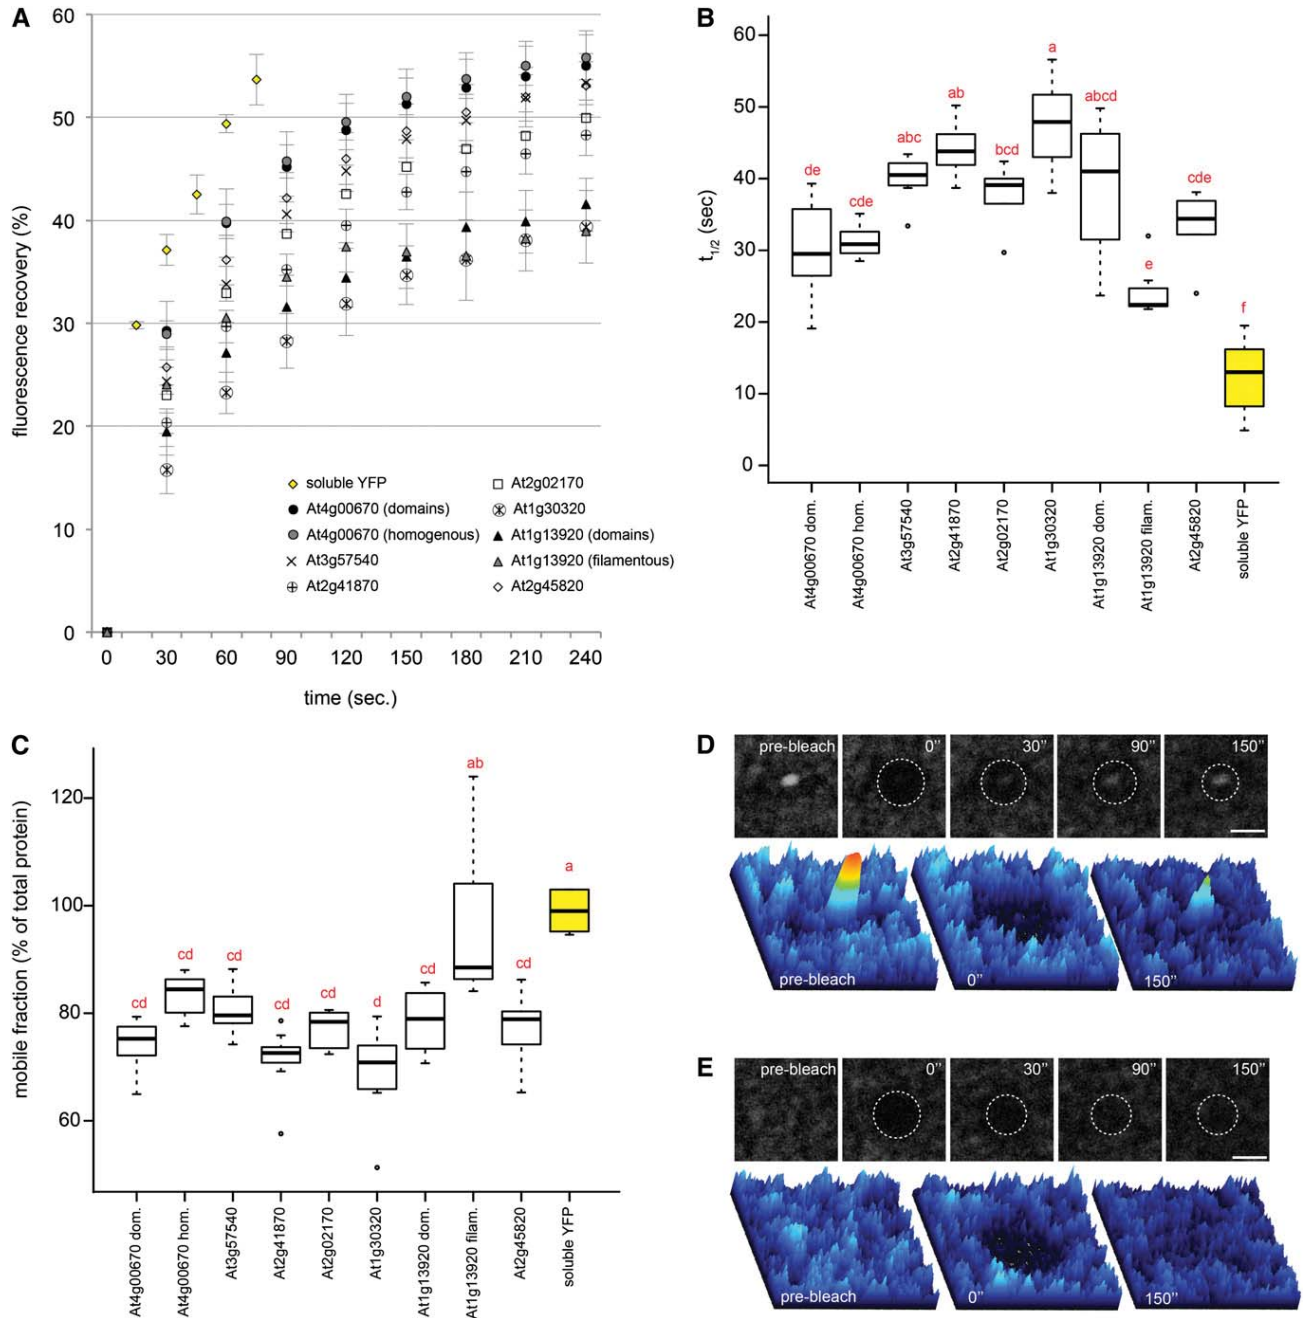 A
60
50
40
30
20
10
0
fluorescence recovery (%)
soluble YFP
At4g00670 (domains)
At4g00670 (homogenous)
At3g57540
At2g41870
At2g02170
At1g30320
At1g13920 (domains)
At1g13920 (filamentous)
At2g45820
0 30 60 90 120 150 180 210 240
time (sec.)
B
60
50
40
30
20
10
0
t1/2 (sec)
de
cde
abc
ab
bcd
a
abcd
e
cde
f
At4g00670 dom.
At4g00670 hom.
At3g57540
At2g41870
At2g02170
At1g30320
At1g13920 dom.
At1g13920 filam.
At2g45820
soluble YFP
C
120
100
80
60
mobile fraction (% of total protein)
cd
cd
cd
cd
cd
d
cd
ab
cd
a
At4g00670 dom.
At4g00670 hom.
At3g57540
At2g41870
At2g02170
At1g30320
At1g13920 dom.
At1g13920 filam.
At2g45820
soluble YFP
D
pre-bleach 0" 30" 90" 150"
pre-bleach 0" 150"
E
pre-bleach 0" 30" 90" 150"
pre-bleach 0" 150"